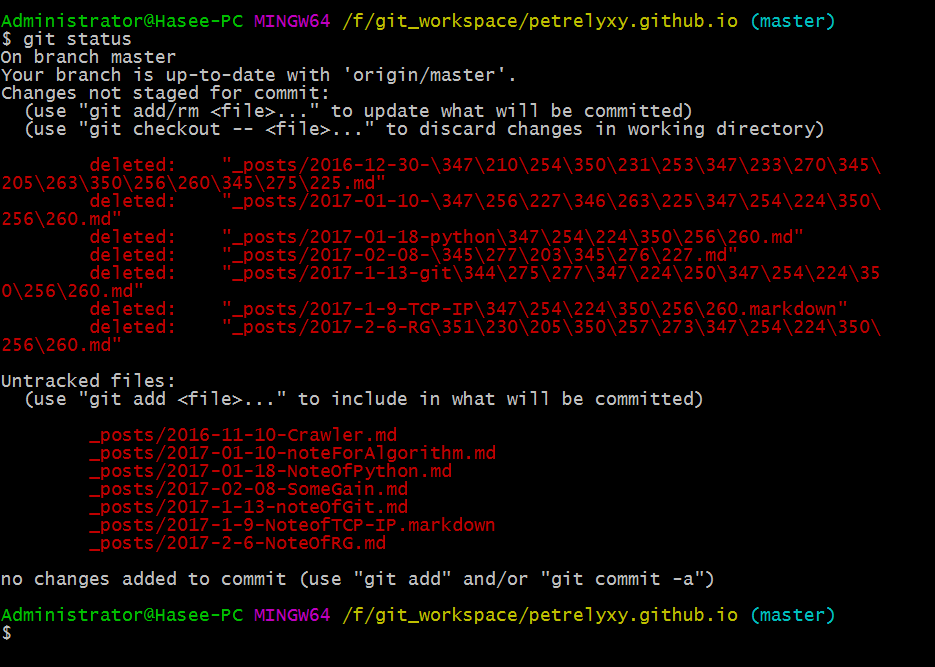 Administrator@Hasee-PC MINGW64 /f/git_workspace/petrelyxy.github.io (master)
$ git status
On branch master
Your branch is up-to-date with 'origin/master'.
Changes not staged for commit:
  (use "git add/rm <file>..." to update what will be committed)
  (use "git checkout -- <file>..." to discard changes in working directory)
        deleted:    "_posts/2016-12-30-\347\210\254\350\231\253\347\233\270\345\
205\263\350\256\260\345\275\225.md"
        deleted:    "_posts/2017-01-10-\347\256\227\346\263\225\347\254\224\350\
256\260.md"
        deleted:    "_posts/2017-01-18-python\347\254\224\350\256\260.md"
        deleted:    "_posts/2017-02-08-\345\277\203\345\276\227.md"
        deleted:    "_posts/2017-1-13-git\344\275\277\347\224\250\347\254\224\35
0\256\260.md"
        deleted:    "_posts/2017-1-9-TCP-IP\347\254\224\350\256\260.markdown"
        deleted:    "_posts/2017-2-6-RG\351\230\205\350\257\273\347\254\224\350\
256\260.md"
Untracked files:
  (use "git add <file>..." to include in what will be committed)
        _posts/2016-11-10-Crawler.md
        _posts/2017-01-10-noteForAlgorithm.md
        _posts/2017-01-18-NoteOfPython.md
        _posts/2017-02-08-SomeGain.md
        _posts/2017-1-13-noteOfGit.md
        _posts/2017-1-9-NoteofTCP-IP.markdown
        _posts/2017-2-6-NoteOfRG.md
no changes added to commit (use "git add" and/or "git commit -a")
Administrator@Hasee-PC MINGW64 /f/git_workspace/petrelyxy.github.io (master)
$